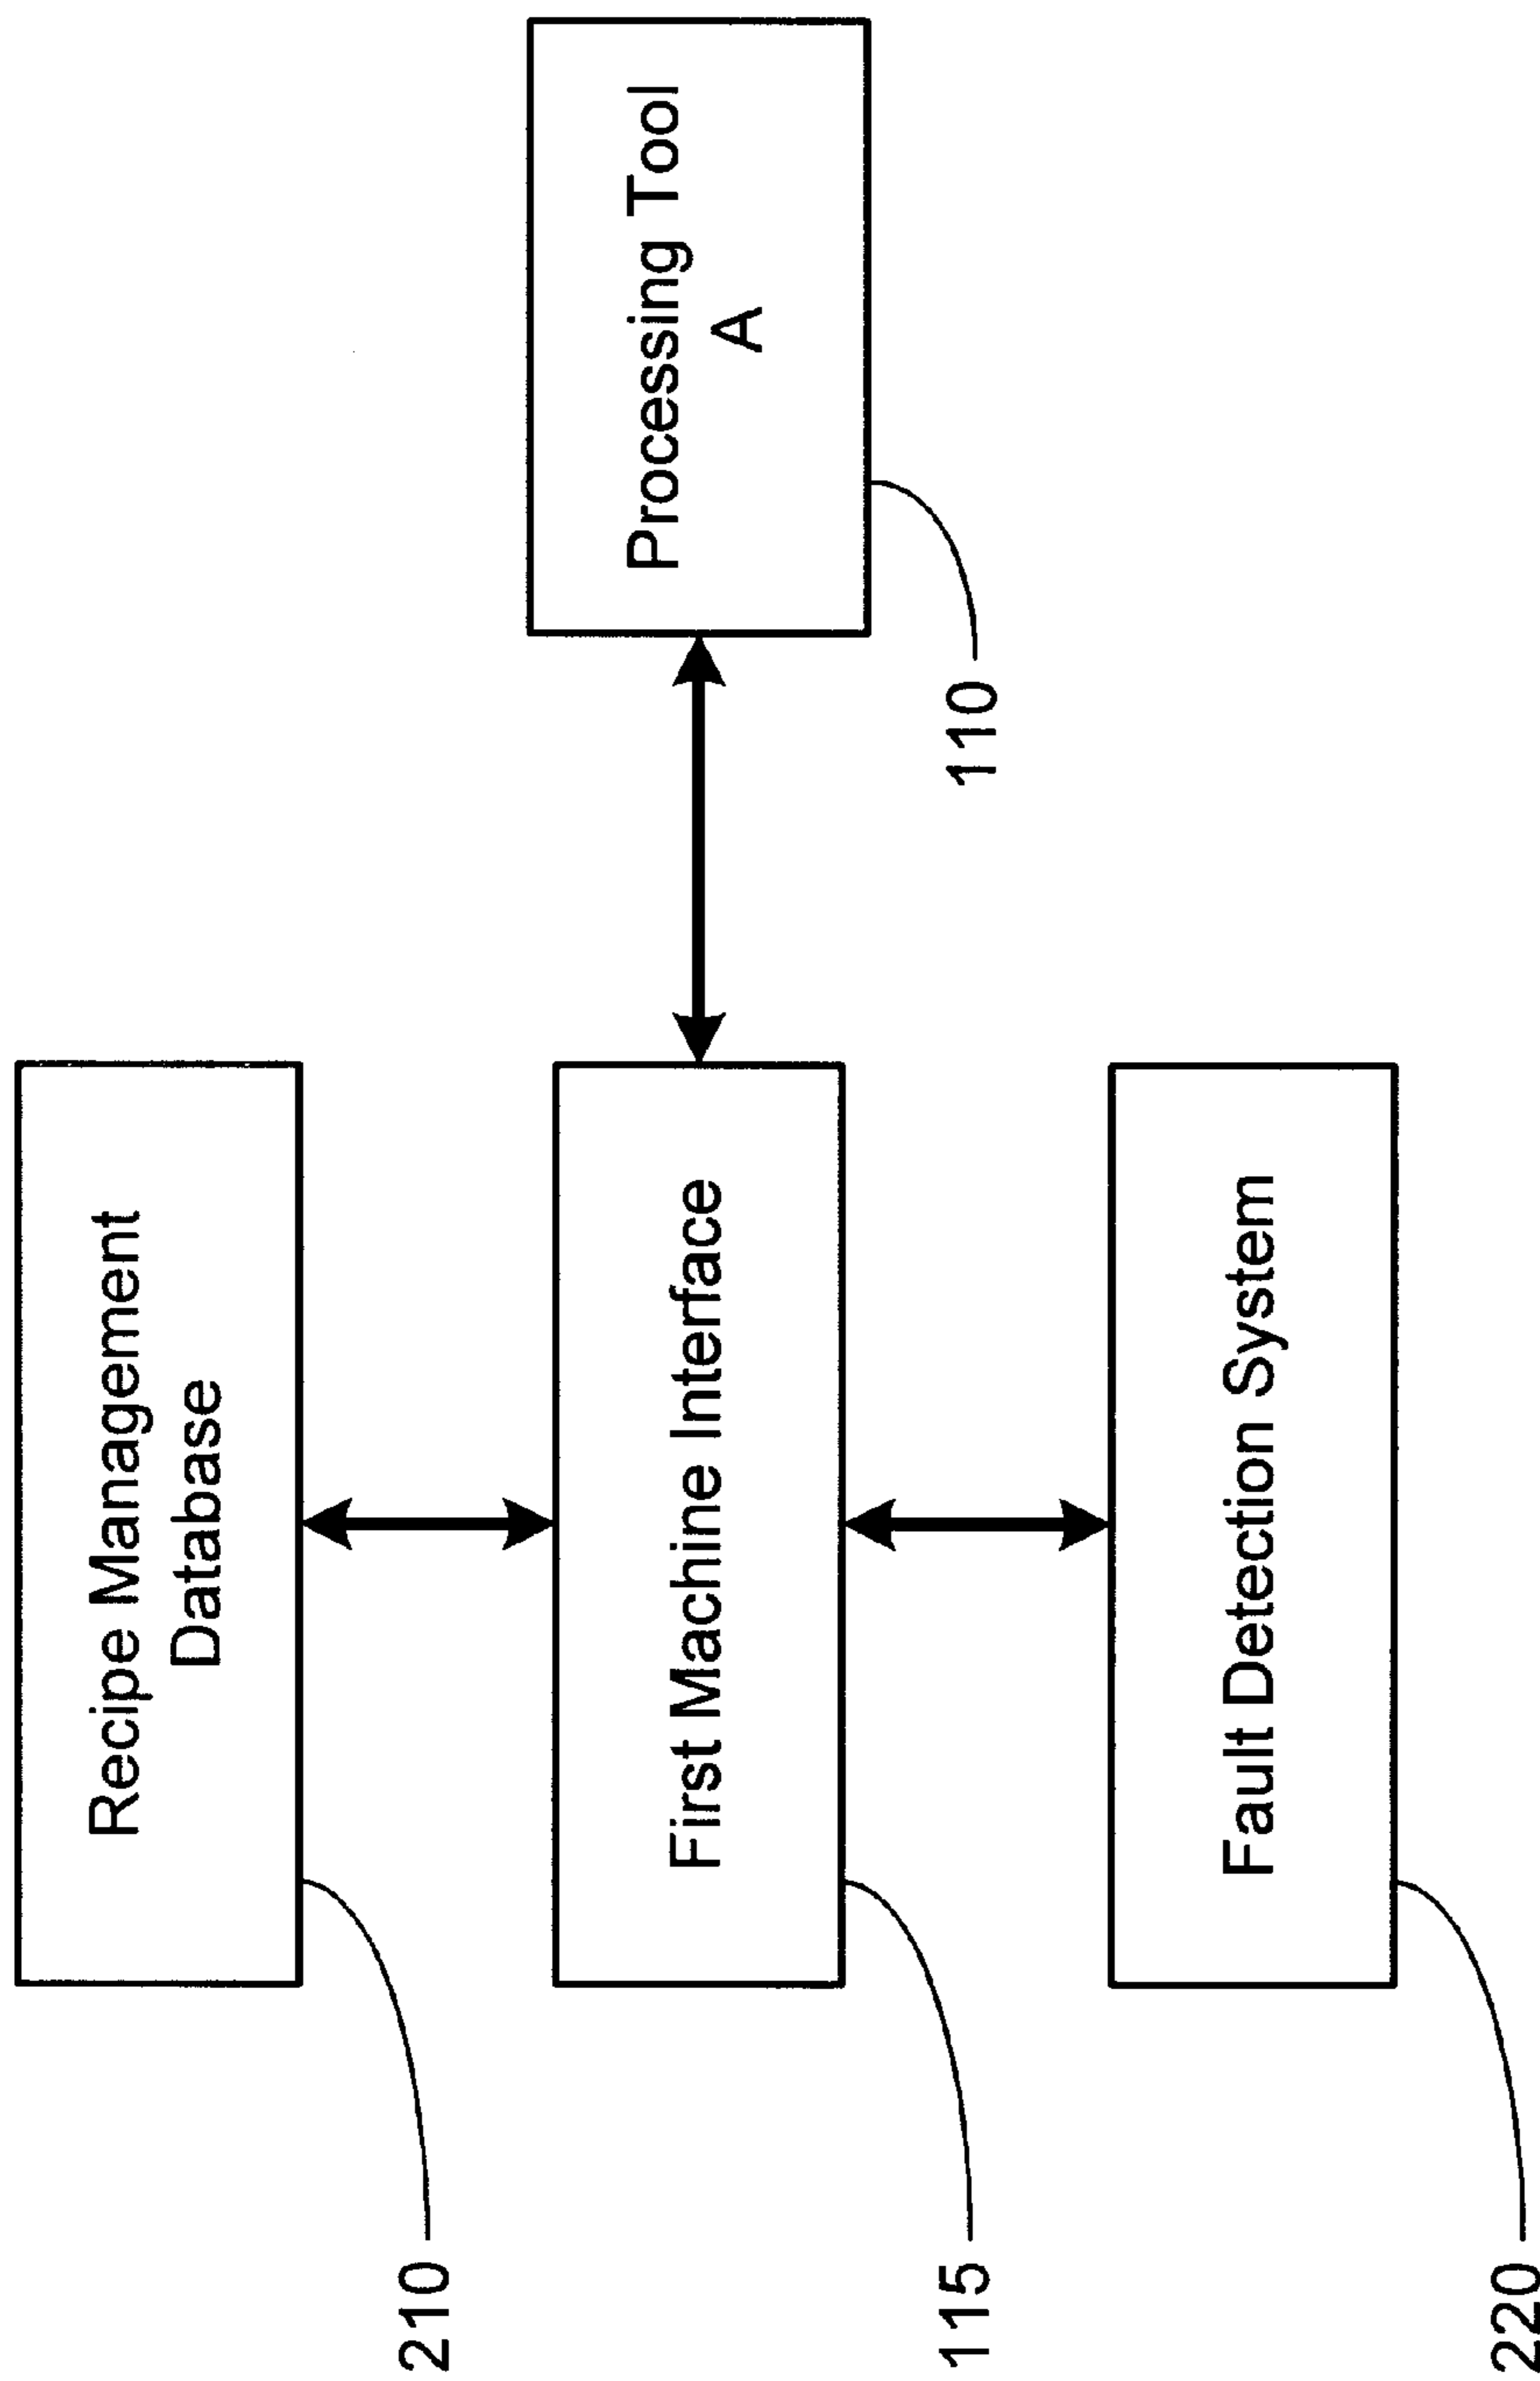 Recipe Management
Database
210
First Machine Interface
115
Processing Tool
A
110
Fault Detection System
220